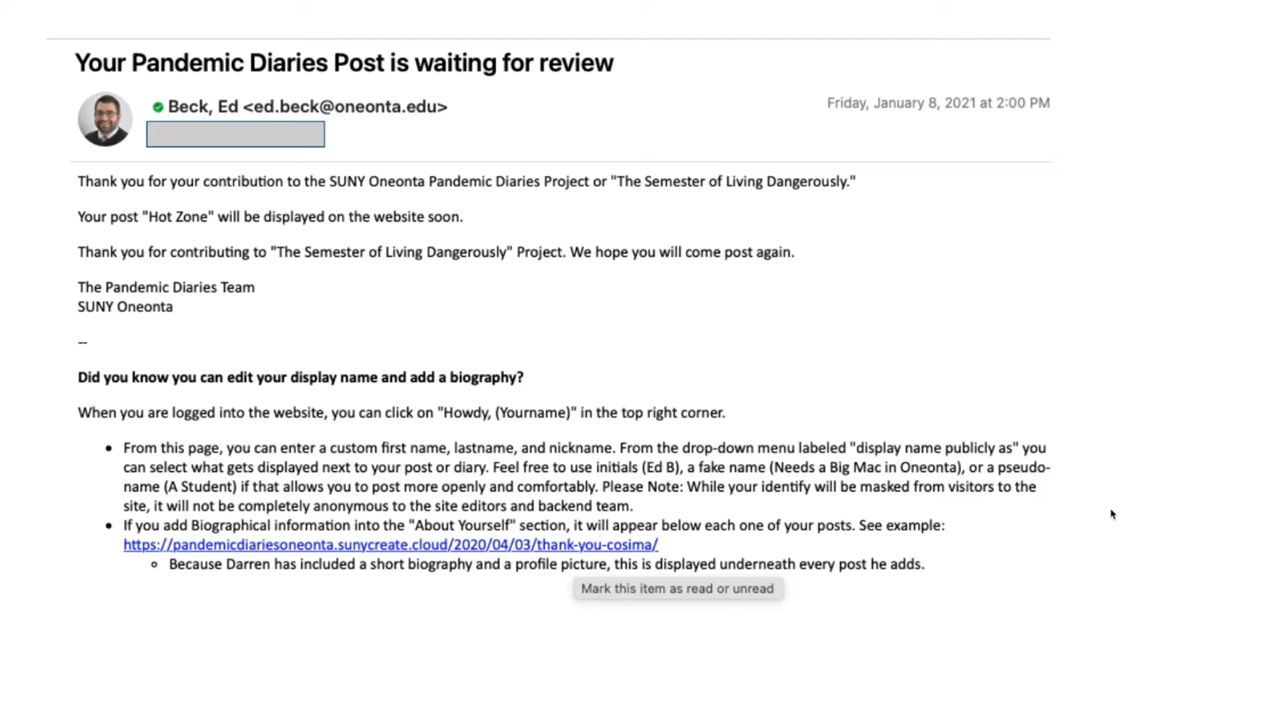 Your Pandemic Diaries Post is waiting for review
Beck, Ed <ed.beck@oneonta.edu>
Friday, January 8, 2021 at 2:00 PM
Thank you for your contribution to the SUNY Oneonta Pandemic Diaries Project or "The Semester of Living Dangerously."
Your post "Hot Zone" will be displayed on the website soon.
Thank you for contributing to "The Semester of Living Dangerously" Project. We hope you will come post again.
The Pandemic Diaries Team
SUNY Oneonta
--
Did you know you can edit your display name and add a biography?
When you are logged into the website, you can click on "Howdy, (Yourname)" in the top right corner.
• From this page, you can enter a custom first name, lastname, and nickname. From the drop-down menu labeled "display name publicly as" you
can select what gets displayed next to your post or diary. Feel free to use initials (Ed B), a fake name (Needs a Big Mac in Oneonta), or a pseudo-
name (A Student) if that allows you to post more openly and comfortably. Please Note: While your identify will be masked from visitors to the
site, it will not be completely anonymous to the site editors and backend team.
• If you add Biographical information into the "About Yourself" section, it will appear below each one of your posts. See example:
https://pandemicdiariesoneonta.sunycreate.cloud/2020/04/03/thank-you-cosima/
◦ Because Darren has included a short biography and a profile picture, this is displayed underneath every post he adds.
Mark this item as read or unread